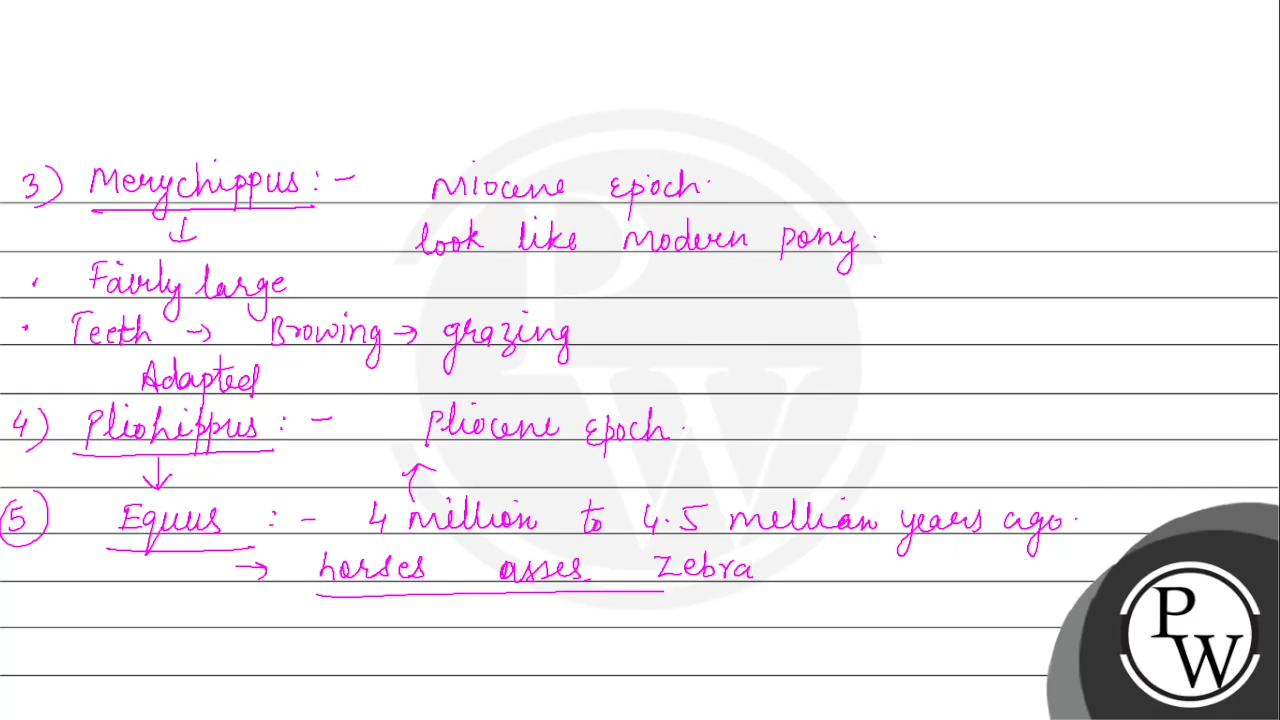 3) Merychippus :- Miocene epoch.
↓ look like modern pony.
• Fairly large
• Teeth → Browing → grazing
Adapted
4) Pliohippus :- Pliocene epoch.
↓ ↑
5) Equus :- 4 million to 4.5 mellian years ago.
→ horses asses Zebra
P
W
P
W